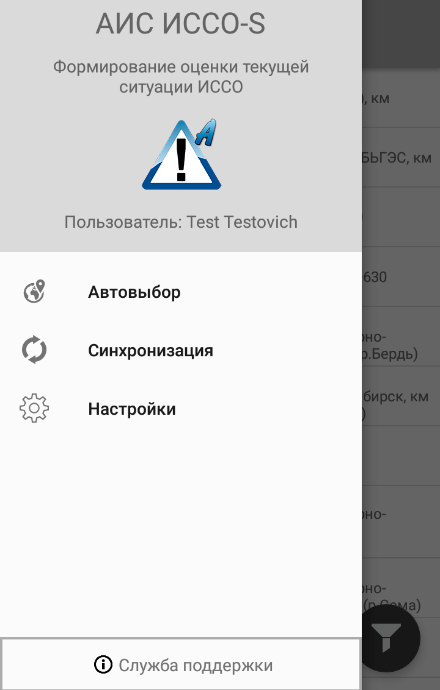 АИС ИССО-S
Формирование оценки текущей
ситуации ИССО
A
!
Пользователь: Test Testovich
Автовыбор
Синхронизация
Настройки
Служба поддержки
, км
БЬГЭС, км
630
оно-
р.Бердь)
бирск, км
)
оно-
оно-